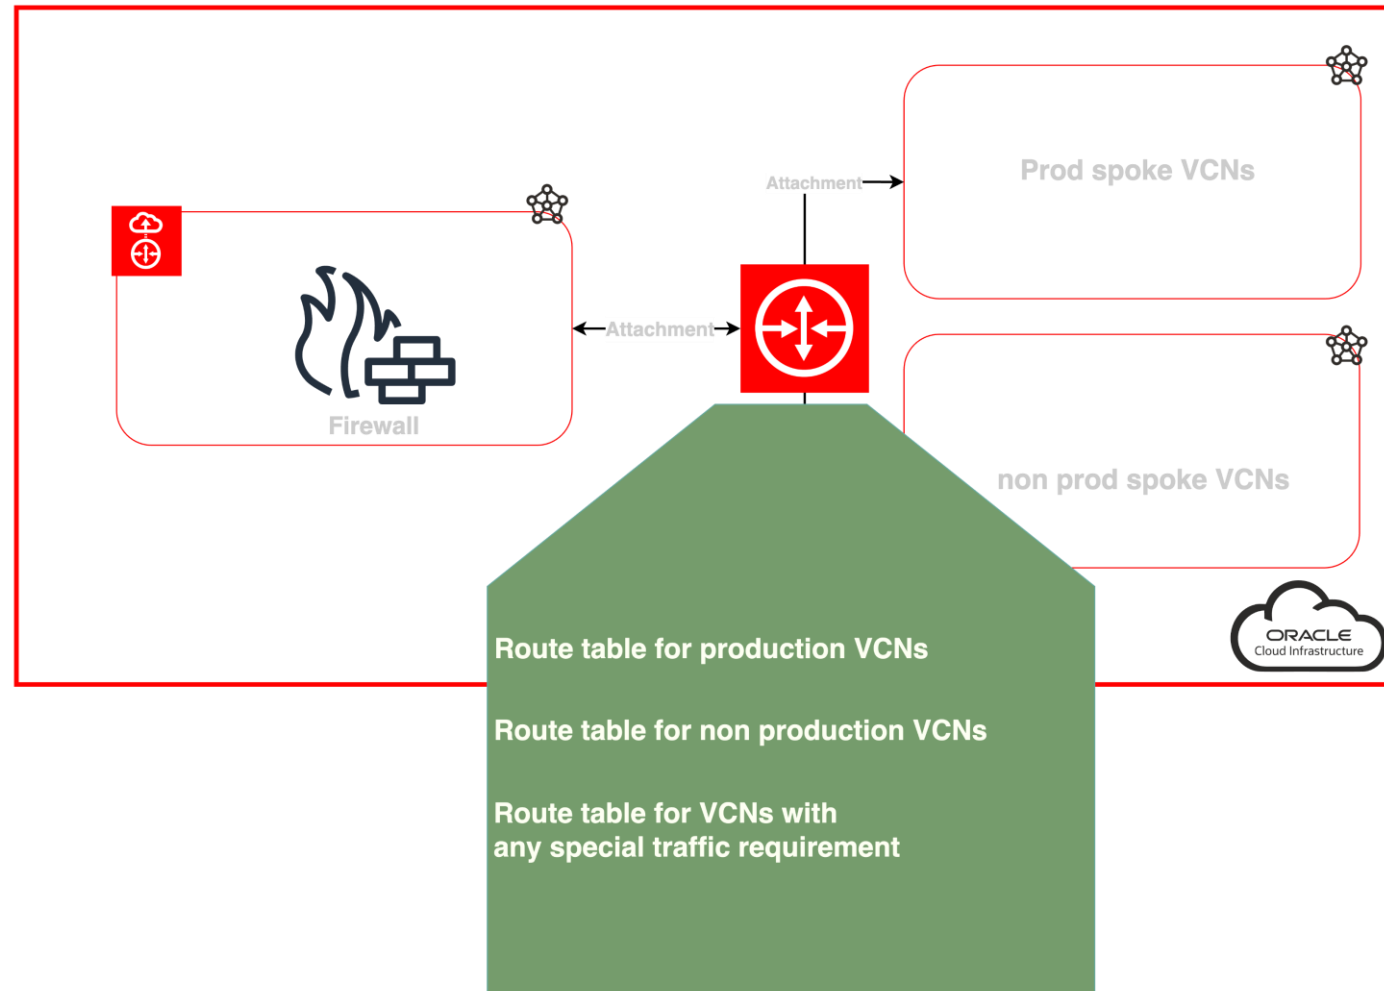 Prod spoke VCNs
Attachment
Attachment
Firewall
non prod spoke VCNs
ORACLE
Cloud Infrastructure
Route table for production VCNs
Route table for non production VCNs
Route table for VCNs with
any special traffic requirement